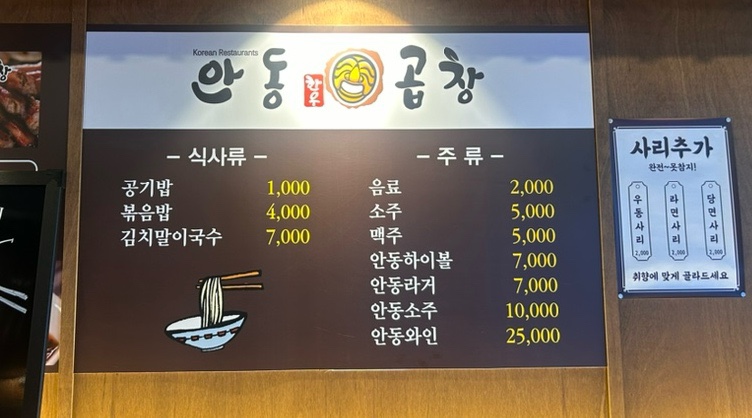 Korean Restaurants
안동 한우 곱창
– 식사류 –
공기밥 1,000
볶음밥 4,000
김치말이국수 7,000
– 주 류 –
음료 2,000
소주 5,000
맥주 5,000
안동하이볼 7,000
안동라거 7,000
안동소주 10,000
안동와인 25,000
사리추가
완전~못참지!
우동사리 2,000
라면사리 2,000
당면사리 2,000
취향에 맞게 골라드세요
창